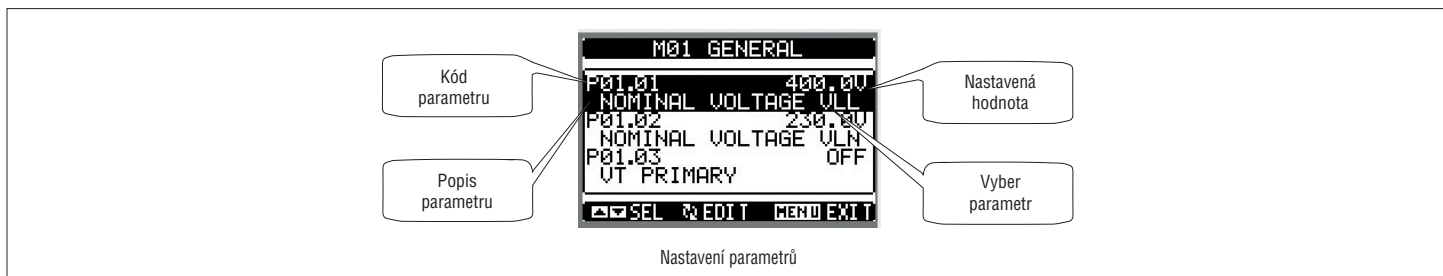 M01 GENERAL
Kód
parametru
Nastavená
hodnota
P01.01 400.0V
NOMINAL VOLTAGE VLL
P01.02 230.0V
NOMINAL VOLTAGE VLN
P01.03 OFF
VT PRIMARY
Popis
parametru
Vyber
parametr
SEL EDIT MENU EXIT
Nastavení parametrů